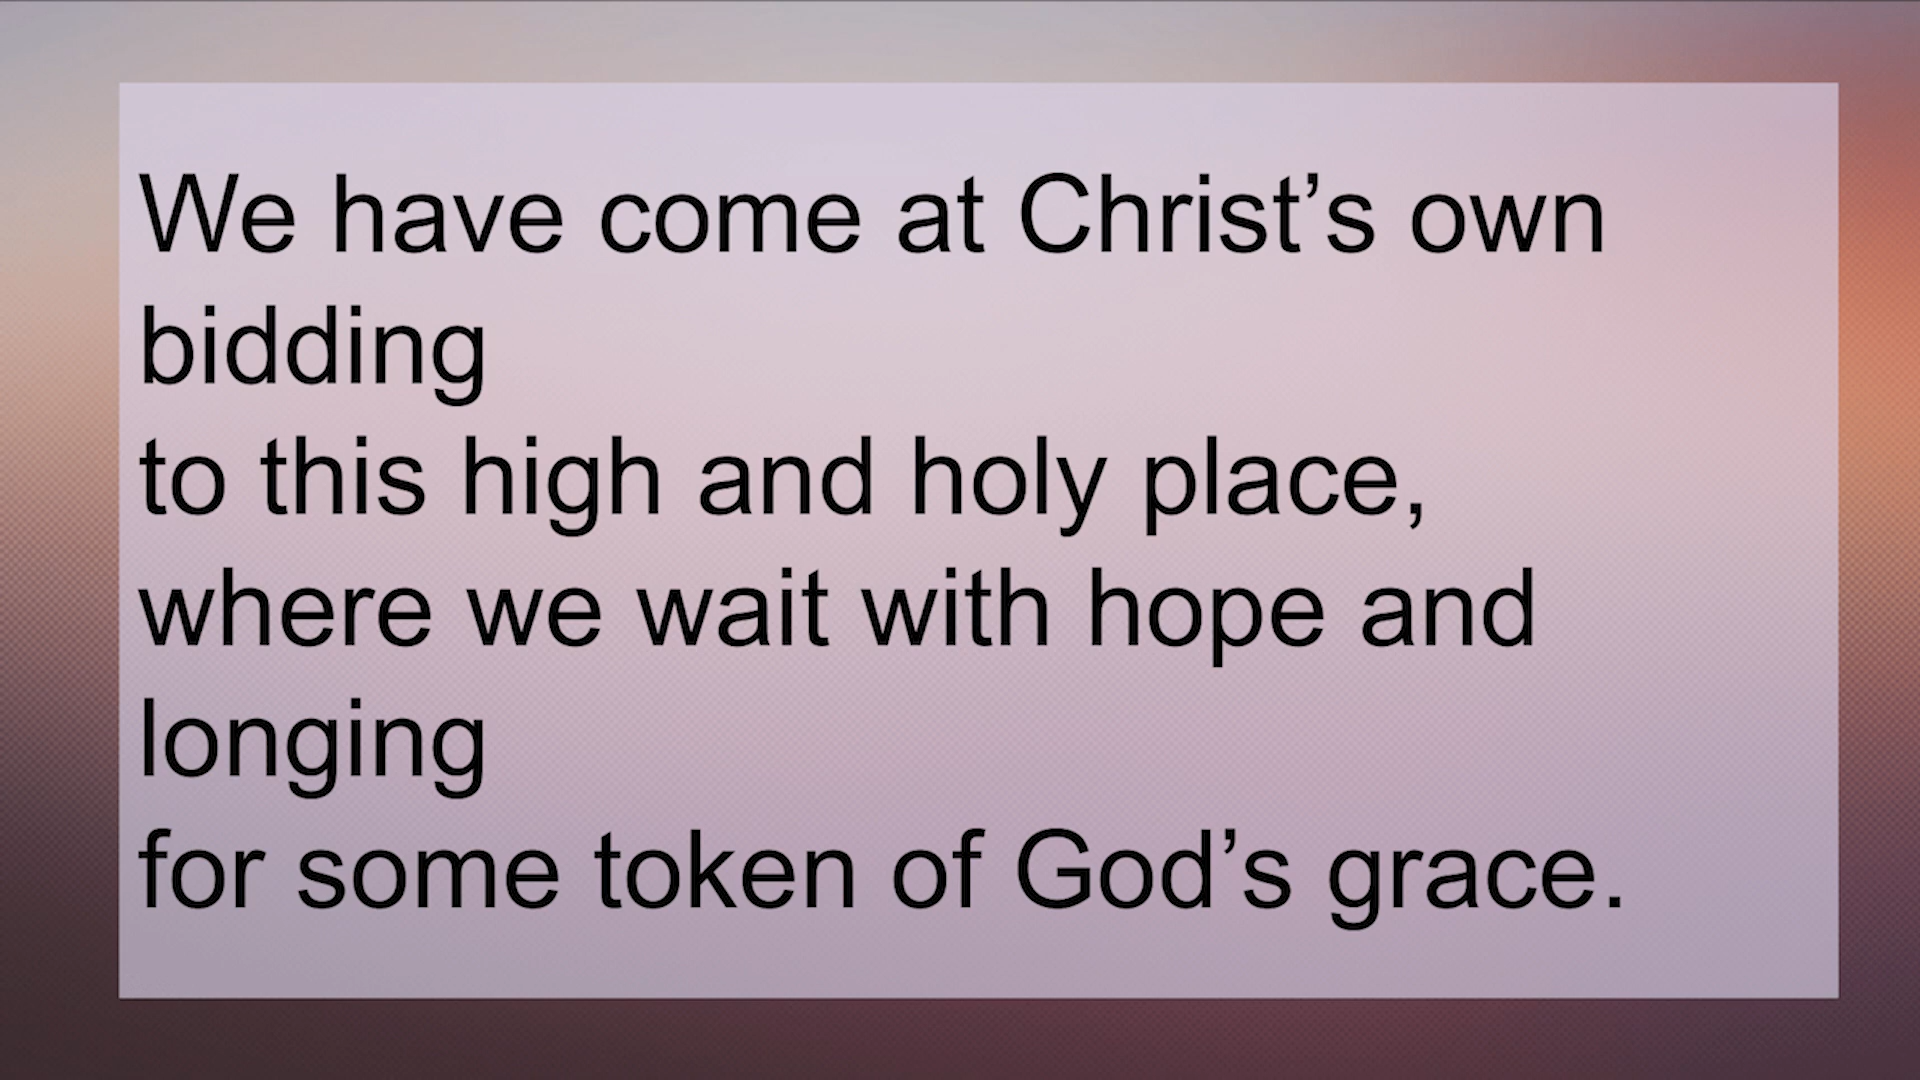 We have come at Christ’s own
bidding
to this high and holy place,
where we wait with hope and
longing
for some token of God’s grace.